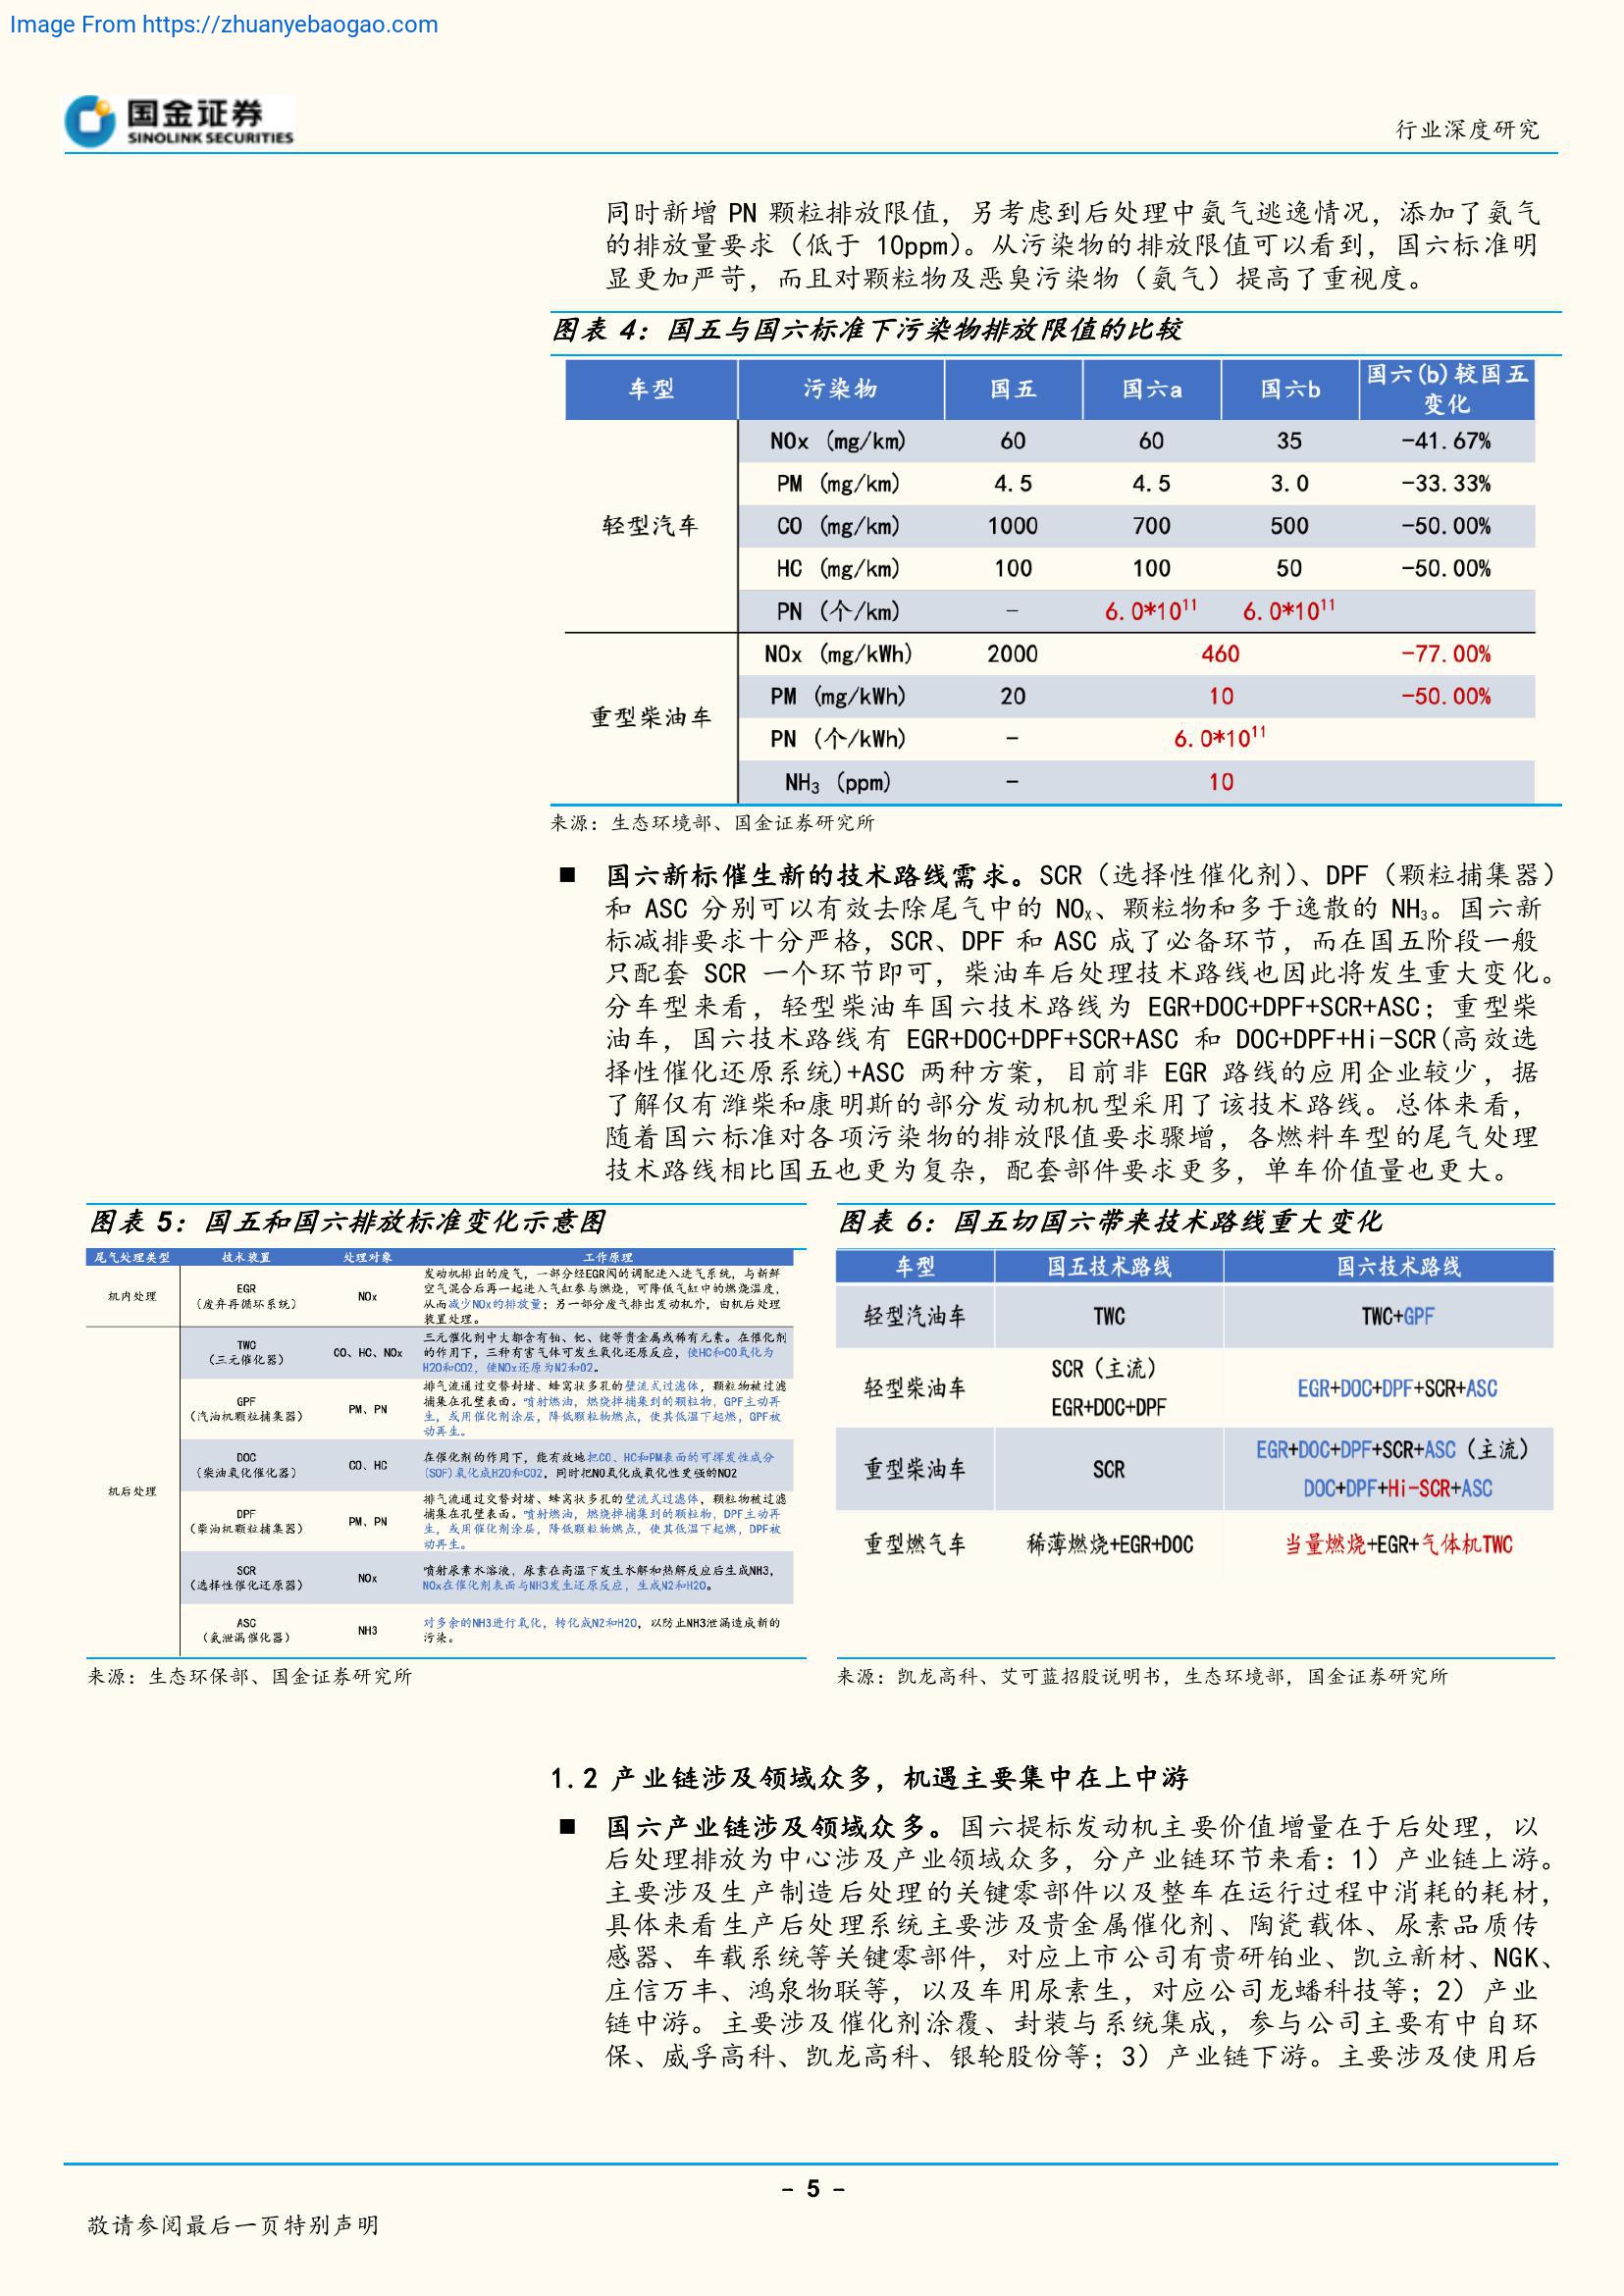 Image From https://zhuanyebaogao.com
国金证券
SINOLINK SECURITIES
行业深度研究
同时新增 PN 颗粒排放限值，另考虑到后处理中氨气逃逸情况，添加了氨气
的排放量要求（低于 10ppm）。从污染物的排放限值可以看到，国六标准明
显更加严苛，而且对颗粒物及恶臭污染物（氨气）提高了重视度。
图表 4：国五与国六标准下污染物排放限值的比较
车型 污染物 国五 国六a 国六b 国六(b)较国五变化
轻型汽车
NOx (mg/km) 60 60 35 -41.67%
PM (mg/km) 4.5 4.5 3.0 -33.33%
CO (mg/km) 1000 700 500 -50.00%
HC (mg/km) 100 100 50 -50.00%
PN (个/km) - 6.0*10¹¹ 6.0*10¹¹
重型柴油车
NOx (mg/kWh) 2000 460 -77.00%
PM (mg/kWh) 20 10 -50.00%
PN (个/kWh) - 6.0*10¹¹
NH₃ (ppm) - 10
来源：生态环境部、国金证券研究所
■ 国六新标催生新的技术路线需求。SCR（选择性催化剂）、DPF（颗粒捕集器）
和 ASC 分别可以有效去除尾气中的 NOₓ、颗粒物和多于逸散的 NH₃。国六新
标减排要求十分严格，SCR、DPF 和 ASC 成了必备环节，而在国五阶段一般
只配套 SCR 一个环节即可，柴油车后处理技术路线也因此将发生重大变化。
分车型来看，轻型柴油车国六技术路线为 EGR+DOC+DPF+SCR+ASC；重型柴
油车，国六技术路线有 EGR+DOC+DPF+SCR+ASC 和 DOC+DPF+Hi-SCR(高效选
择性催化还原系统)+ASC 两种方案，目前非 EGR 路线的应用企业较少，据
了解仅有潍柴和康明斯的部分发动机机型采用了该技术路线。总体来看，
随着国六标准对各项污染物的排放限值要求骤增，各燃料车型的尾气处理
技术路线相比国五也更为复杂，配套部件要求更多，单车价值量也更大。
图表 5：国五和国六排放标准变化示意图
尾气处理类型 技术装置 处理对象 工作原理
机内处理
EGR
（废弃再循环系统）
NOx
发动机排出的废气，一部分经EGR阀的调配进入进气系统，与新鲜
空气混合后再一起进入气缸参与燃烧，可降低气缸中的燃烧温度，
从而减少NOx的排放量；另一部分废气排出发动机外，由机后处理
装置处理。
机后处理
TWC
（三元催化器）
CO、HC、NOx
三元催化剂中大都含有铂、钯、铑等贵金属或稀有元素。在催化剂
的作用下，三种有害气体可发生氧化还原反应，使HC和CO氧化为
H2O和CO2，使NOx还原为N2和O2。
GPF
（汽油机颗粒捕集器）
PM、PN
排气流通过交替封堵、蜂窝状多孔的壁流式过滤体，颗粒物被过滤
捕集在孔壁表面。喷射燃油，燃烧掉捕集到的颗粒物，GPF主动再
生，或用催化剂涂层，降低颗粒物燃点，使其低温下起燃，GPF被
动再生。
DOC
（柴油氧化催化器）
CO、HC
在催化剂的作用下，能有效地把CO、HC和PM表面的可挥发性成分
(SOF)氧化成H2O和CO2，同时把NO氧化成氧化性更强的NO2
DPF
（柴油机颗粒捕集器）
PM、PN
排气流通过交替封堵、蜂窝状多孔的壁流式过滤体，颗粒物被过滤
捕集在孔壁表面。喷射燃油，燃烧掉捕集到的颗粒物，DPF主动再
生，或用催化剂涂层，降低颗粒物燃点，使其低温下起燃，DPF被
动再生。
SCR
（选择性催化还原器）
NOx
喷射尿素水溶液，尿素在高温下发生水解和热解反应后生成NH3，
NOx在催化剂表面与NH3发生还原反应，生成N2和H2O。
ASC
（氨泄漏催化器）
NH3
对多余的NH3进行氧化，转化成N2和H2O，以防止NH3泄漏造成新的
污染。
来源：生态环保部、国金证券研究所
图表 6：国五切国六带来技术路线重大变化
车型 国五技术路线 国六技术路线
轻型汽油车 TWC TWC+GPF
轻型柴油车
SCR（主流）
EGR+DOC+DPF
EGR+DOC+DPF+SCR+ASC
重型柴油车 SCR
EGR+DOC+DPF+SCR+ASC（主流）
DOC+DPF+Hi-SCR+ASC
重型燃气车 稀薄燃烧+EGR+DOC 当量燃烧+EGR+气体机TWC
来源：凯龙高科、艾可蓝招股说明书，生态环境部，国金证券研究所
1.2 产业链涉及领域众多，机遇主要集中在上中游
■ 国六产业链涉及领域众多。国六提标发动机主要价值增量在于后处理，以
后处理排放为中心涉及产业领域众多，分产业链环节来看：1）产业链上游。
主要涉及生产制造后处理的关键零部件以及整车在运行过程中消耗的耗材，
具体来看生产后处理系统主要涉及贵金属催化剂、陶瓷载体、尿素品质传
感器、车载系统等关键零部件，对应上市公司有贵研铂业、凯立新材、NGK、
庄信万丰、鸿泉物联等，以及车用尿素生，对应公司龙蟠科技等；2）产业
链中游。主要涉及催化剂涂覆、封装与系统集成，参与公司主要有中自环
保、威孚高科、凯龙高科、银轮股份等；3）产业链下游。主要涉及使用后
- 5 -
敬请参阅最后一页特别声明